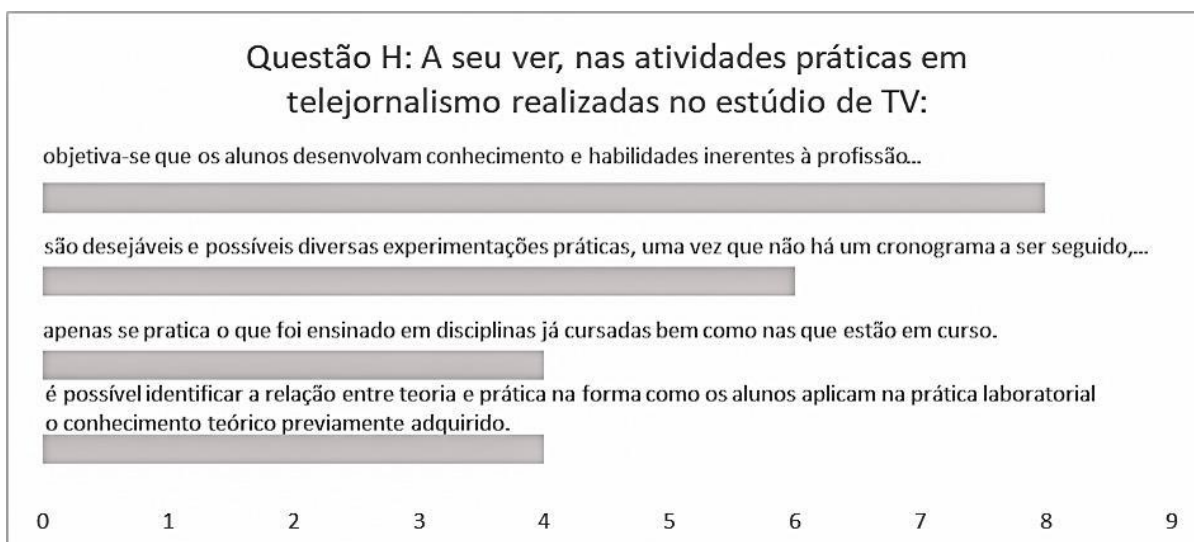 Questão H: A seu ver, nas atividades práticas em
telejornalismo realizadas no estúdio de TV:
objetiva-se que os alunos desenvolvam conhecimento e habilidades inerentes à profissão...
são desejáveis e possíveis diversas experimentações práticas, uma vez que não há um cronograma a ser seguido,...
apenas se pratica o que foi ensinado em disciplinas já cursadas bem como nas que estão em curso.
é possível identificar a relação entre teoria e prática na forma como os alunos aplicam na prática laboratorial
o conhecimento teórico previamente adquirido.
0 1 2 3 4 5 6 7 8 9